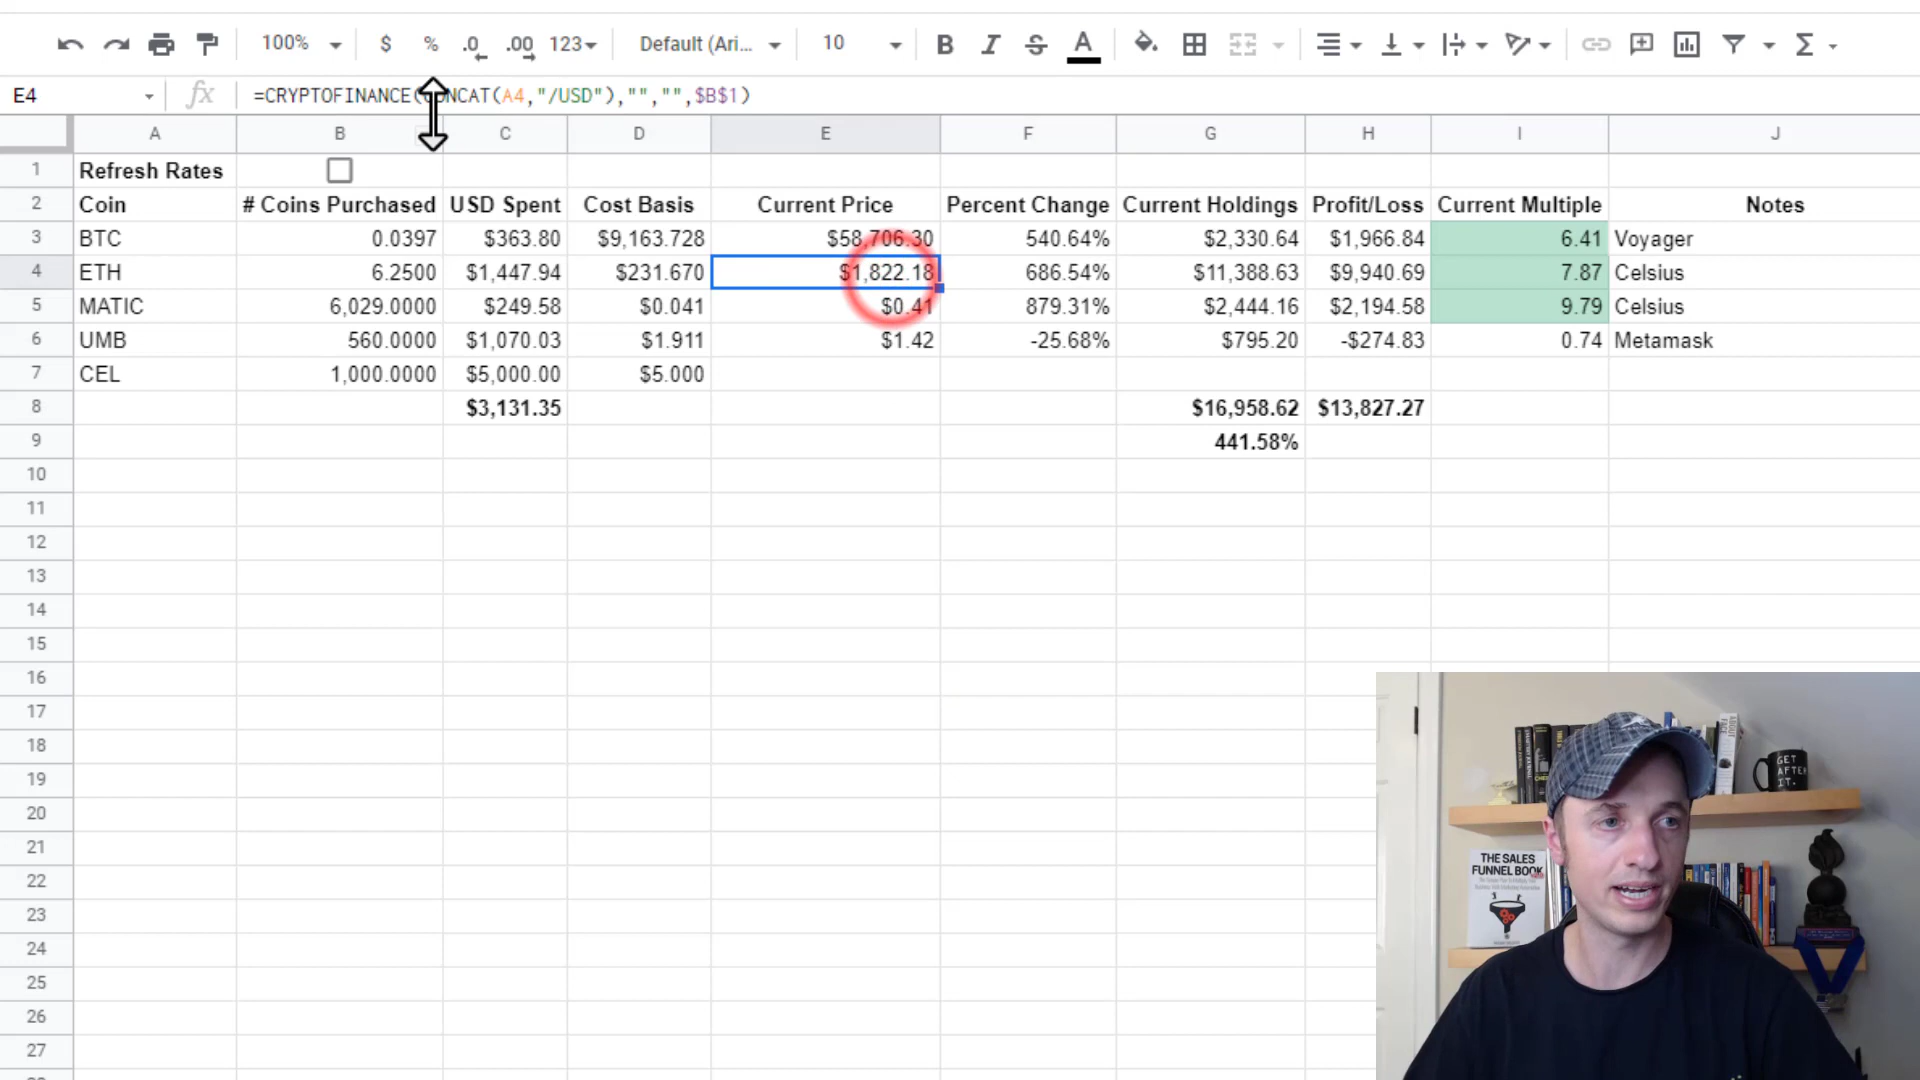 100% $ % .0 .00 123 Default (Ari... 10 B I S A Σ
E4 fx =CRYPTOFINANCE(CONCAT(A4,"/USD"),"","",$B$1)
A B C D E F G H I J
1 Refresh Rates
2 Coin # Coins Purchased USD Spent Cost Basis Current Price Percent Change Current Holdings Profit/Loss Current Multiple Notes
3 BTC 0.0397 $363.80 $9,163.728 $58,706.30 540.64% $2,330.64 $1,966.84 6.41 Voyager
4 ETH 6.2500 $1,447.94 $231.670 $1,822.18 686.54% $11,388.63 $9,940.69 7.87 Celsius
5 MATIC 6,029.0000 $249.58 $0.041 $0.41 879.31% $2,444.16 $2,194.58 9.79 Celsius
6 UMB 560.0000 $1,070.03 $1.911 $1.42 -25.68% $795.20 -$274.83 0.74 Metamask
7 CEL 1,000.0000 $5,000.00 $5.000
8 $3,131.35 $16,958.62 $13,827.27
9 441.58%
10
11
12
13
14
15
16
17
18
19
20
21
22
23
24
25
26
27
GET
AFTER
IT.
THE SALES
FUNNEL BOOK